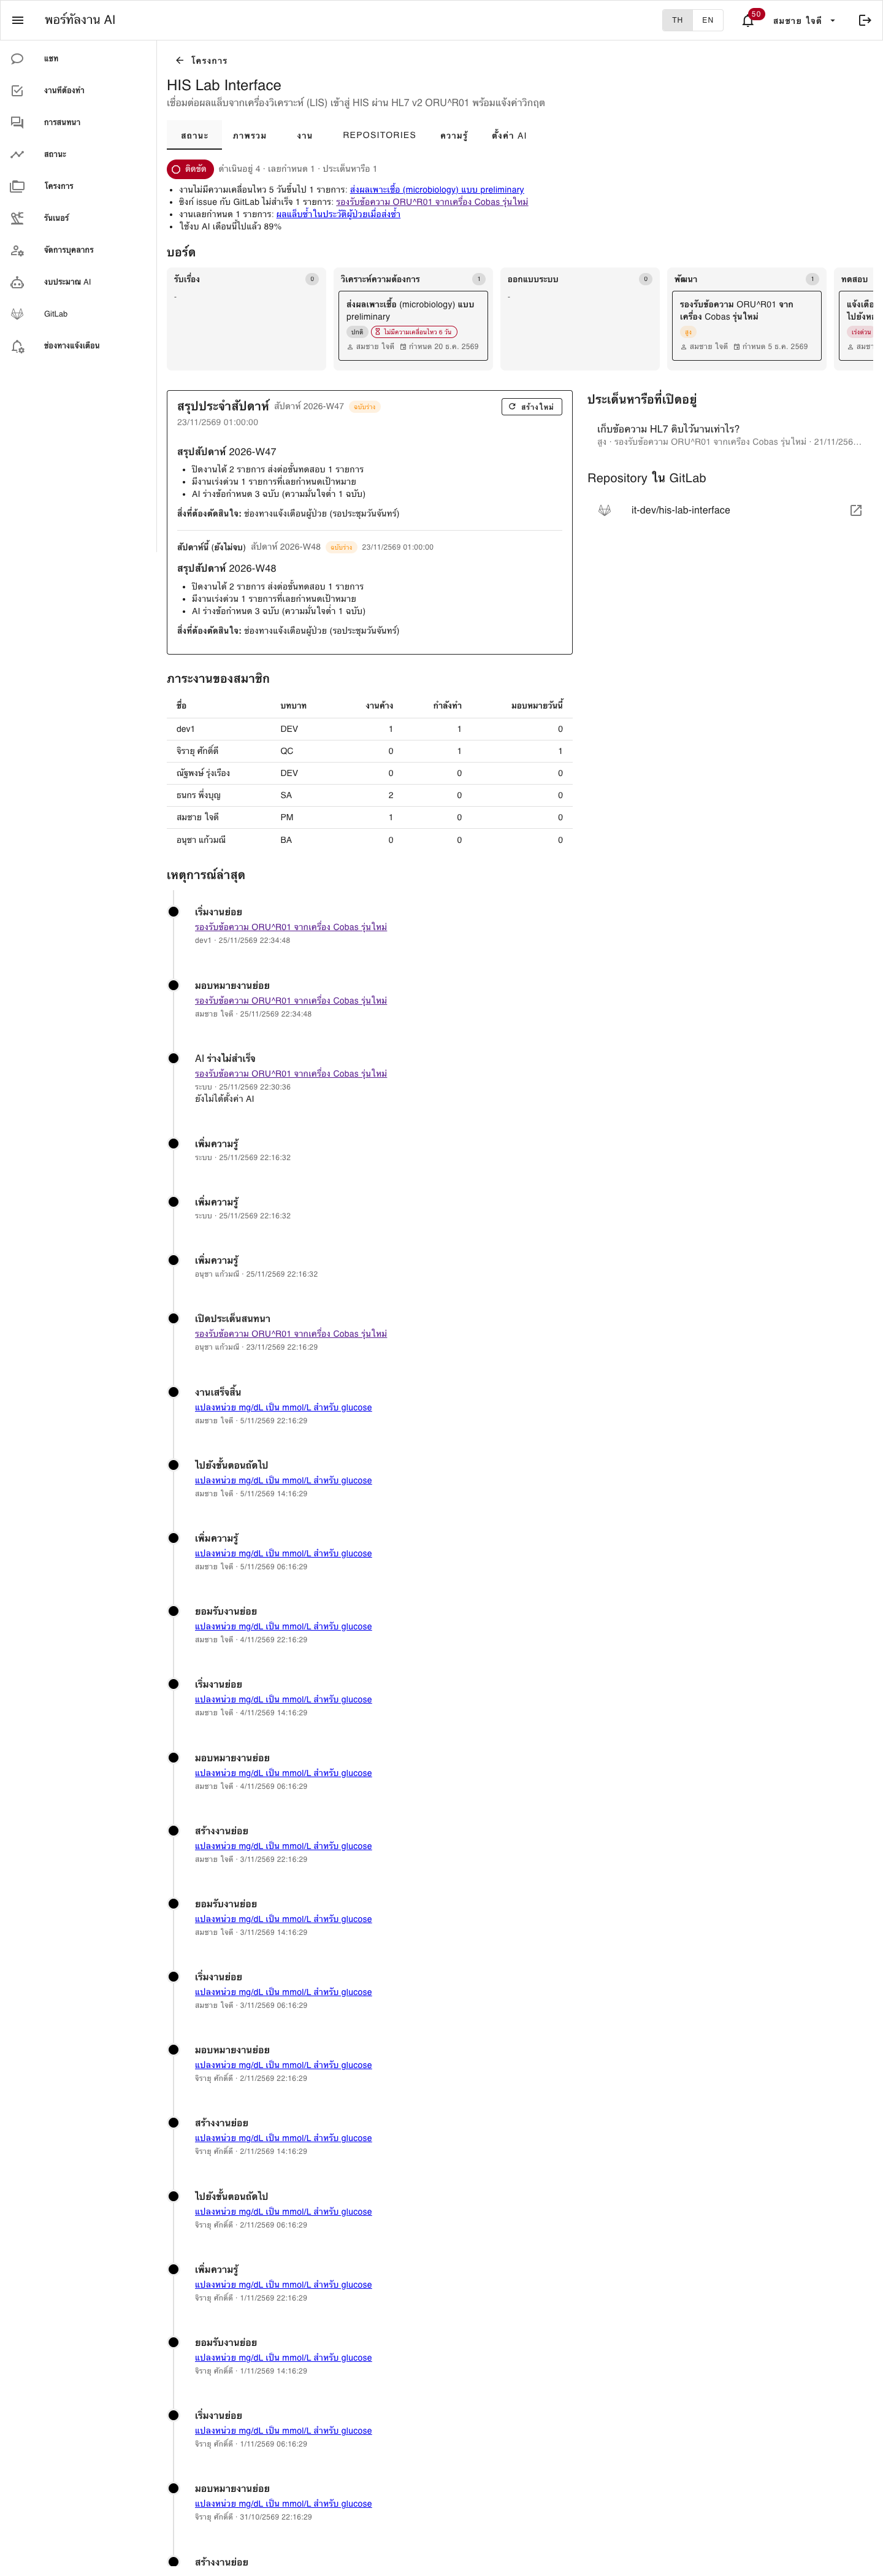 พอร์ทัลงาน AI
TH EN 50 สมชาย ใจดี
แชท
งานที่ต้องทำ
การสนทนา
สถานะ
โครงการ
รันเนอร์
จัดการบุคลากร
งบประมาณ AI
GitLab
ช่องทางแจ้งเตือน
โครงการ
HIS Lab Interface
เชื่อมต่อผลแล็บจากเครื่องวิเคราะห์ (LIS) เข้าสู่ HIS ผ่าน HL7 v2 ORU^R01 พร้อมแจ้งค่าวิกฤต
สถานะ ภาพรวม งาน REPOSITORIES ความรู้ ตั้งค่า AI
ติดขัด ดำเนินอยู่ 4 · เลยกำหนด 1 · ประเด็นหารือ 1
งานไม่มีความเคลื่อนไหว 5 วันขึ้นไป 1 รายการ: ส่งผลเพาะเชื้อ (microbiology) แบบ preliminary
ซิงก์ issue กับ GitLab ไม่สำเร็จ 1 รายการ: รองรับข้อความ ORU^R01 จากเครื่อง Cobas รุ่นใหม่
งานเลยกำหนด 1 รายการ: ผลแล็บซ้ำในประวัติผู้ป่วยเมื่อส่งซ้ำ
ใช้งบ AI เดือนนี้ไปแล้ว 89%
บอร์ด
รับเรื่อง 0
-
วิเคราะห์ความต้องการ 1
ส่งผลเพาะเชื้อ (microbiology) แบบ
preliminary
ปกติ ไม่มีความเคลื่อนไหว 6 วัน
สมชาย ใจดี กำหนด 20 ธ.ค. 2569
ออกแบบระบบ 0
-
พัฒนา 1
รองรับข้อความ ORU^R01 จาก
เครื่อง Cobas รุ่นใหม่
สูง
สมชาย ใจดี กำหนด 5 ธ.ค. 2569
ทดสอบ
แจ้งเตือ
ไปยังห
เร่งด่วน
สมชา
สรุปประจำสัปดาห์ สัปดาห์ 2026-W47 ฉบับร่าง สร้างใหม่
23/11/2569 01:00:00
สรุปสัปดาห์ 2026-W47
ปิดงานได้ 2 รายการ ส่งต่อขั้นทดสอบ 1 รายการ
มีงานเร่งด่วน 1 รายการที่เลยกำหนดเป้าหมาย
AI ร่างข้อกำหนด 3 ฉบับ (ความมั่นใจต่ำ 1 ฉบับ)
สิ่งที่ต้องตัดสินใจ: ช่องทางแจ้งเตือนผู้ป่วย (รอประชุมวันจันทร์)
สัปดาห์นี้ (ยังไม่จบ) สัปดาห์ 2026-W48 ฉบับร่าง 23/11/2569 01:00:00
สรุปสัปดาห์ 2026-W48
ปิดงานได้ 2 รายการ ส่งต่อขั้นทดสอบ 1 รายการ
มีงานเร่งด่วน 1 รายการที่เลยกำหนดเป้าหมาย
AI ร่างข้อกำหนด 3 ฉบับ (ความมั่นใจต่ำ 1 ฉบับ)
สิ่งที่ต้องตัดสินใจ: ช่องทางแจ้งเตือนผู้ป่วย (รอประชุมวันจันทร์)
ประเด็นหารือที่เปิดอยู่
เก็บข้อความ HL7 ดิบไว้นานเท่าไร?
สูง · รองรับข้อความ ORU^R01 จากเครื่อง Cobas รุ่นใหม่ · 21/11/256...
Repository ใน GitLab
it-dev/his-lab-interface
ภาระงานของสมาชิก
ชื่อ บทบาท งานค้าง กำลังทำ มอบหมายวันนี้
dev1 DEV 1 1 0
จิรายุ ศักดิ์ดี QC 0 1 1
ณัฐพงษ์ รุ่งเรือง DEV 0 0 0
ธนกร พึ่งบุญ SA 2 0 0
สมชาย ใจดี PM 1 0 0
อนุชา แก้วมณี BA 0 0 0
เหตุการณ์ล่าสุด
เริ่มงานย่อย
รองรับข้อความ ORU^R01 จากเครื่อง Cobas รุ่นใหม่
dev1 · 25/11/2569 22:34:48
มอบหมายงานย่อย
รองรับข้อความ ORU^R01 จากเครื่อง Cobas รุ่นใหม่
สมชาย ใจดี · 25/11/2569 22:34:48
AI ร่างไม่สำเร็จ
รองรับข้อความ ORU^R01 จากเครื่อง Cobas รุ่นใหม่
ระบบ · 25/11/2569 22:30:36
ยังไม่ได้ตั้งค่า AI
เพิ่มความรู้
ระบบ · 25/11/2569 22:16:32
เพิ่มความรู้
ระบบ · 25/11/2569 22:16:32
เพิ่มความรู้
อนุชา แก้วมณี · 25/11/2569 22:16:32
เปิดประเด็นสนทนา
รองรับข้อความ ORU^R01 จากเครื่อง Cobas รุ่นใหม่
อนุชา แก้วมณี · 23/11/2569 22:16:29
งานเสร็จสิ้น
แปลงหน่วย mg/dL เป็น mmol/L สำหรับ glucose
สมชาย ใจดี · 5/11/2569 22:16:29
ไปยังขั้นตอนถัดไป
แปลงหน่วย mg/dL เป็น mmol/L สำหรับ glucose
สมชาย ใจดี · 5/11/2569 14:16:29
เพิ่มความรู้
แปลงหน่วย mg/dL เป็น mmol/L สำหรับ glucose
สมชาย ใจดี · 5/11/2569 06:16:29
ยอมรับงานย่อย
แปลงหน่วย mg/dL เป็น mmol/L สำหรับ glucose
สมชาย ใจดี · 4/11/2569 22:16:29
เริ่มงานย่อย
แปลงหน่วย mg/dL เป็น mmol/L สำหรับ glucose
สมชาย ใจดี · 4/11/2569 14:16:29
มอบหมายงานย่อย
แปลงหน่วย mg/dL เป็น mmol/L สำหรับ glucose
สมชาย ใจดี · 4/11/2569 06:16:29
สร้างงานย่อย
แปลงหน่วย mg/dL เป็น mmol/L สำหรับ glucose
สมชาย ใจดี · 3/11/2569 22:16:29
ยอมรับงานย่อย
แปลงหน่วย mg/dL เป็น mmol/L สำหรับ glucose
สมชาย ใจดี · 3/11/2569 14:16:29
เริ่มงานย่อย
แปลงหน่วย mg/dL เป็น mmol/L สำหรับ glucose
สมชาย ใจดี · 3/11/2569 06:16:29
มอบหมายงานย่อย
แปลงหน่วย mg/dL เป็น mmol/L สำหรับ glucose
จิรายุ ศักดิ์ดี · 2/11/2569 22:16:29
สร้างงานย่อย
แปลงหน่วย mg/dL เป็น mmol/L สำหรับ glucose
จิรายุ ศักดิ์ดี · 2/11/2569 14:16:29
ไปยังขั้นตอนถัดไป
แปลงหน่วย mg/dL เป็น mmol/L สำหรับ glucose
จิรายุ ศักดิ์ดี · 2/11/2569 06:16:29
เพิ่มความรู้
แปลงหน่วย mg/dL เป็น mmol/L สำหรับ glucose
จิรายุ ศักดิ์ดี · 1/11/2569 22:16:29
ยอมรับงานย่อย
แปลงหน่วย mg/dL เป็น mmol/L สำหรับ glucose
จิรายุ ศักดิ์ดี · 1/11/2569 14:16:29
เริ่มงานย่อย
แปลงหน่วย mg/dL เป็น mmol/L สำหรับ glucose
จิรายุ ศักดิ์ดี · 1/11/2569 06:16:29
มอบหมายงานย่อย
แปลงหน่วย mg/dL เป็น mmol/L สำหรับ glucose
จิรายุ ศักดิ์ดี · 31/10/2569 22:16:29
สร้างงานย่อย